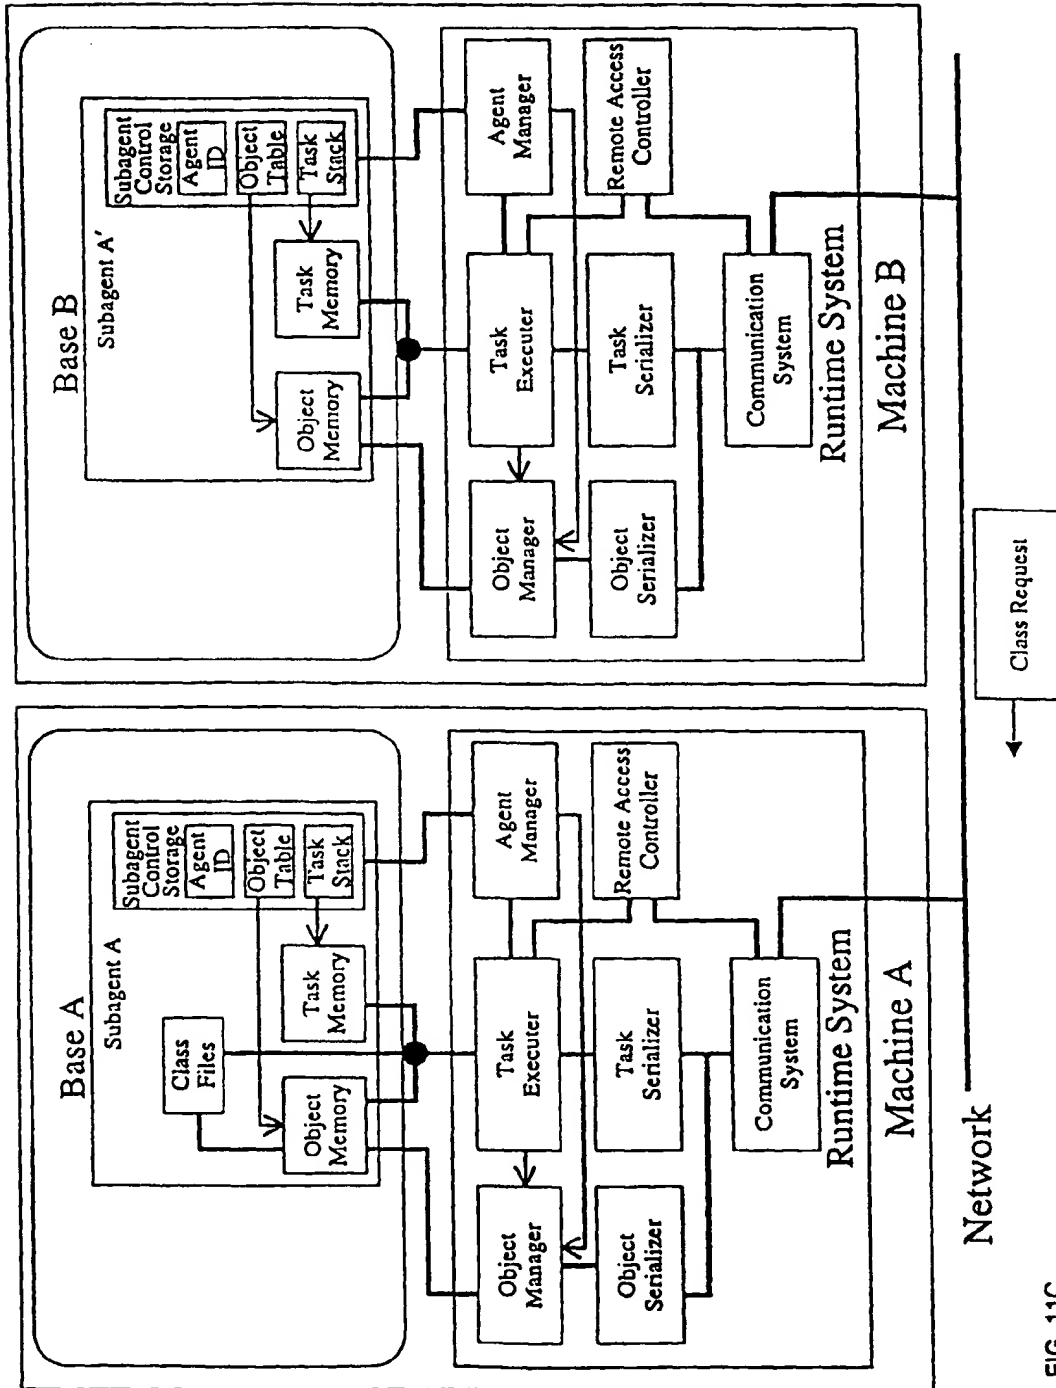 Base A
Subagent A
Class
Files
Subagent
Control
Storage
Agent
ID
Object
Table
Task
Stack
Object
Memory
Task
Memory
Object
Manager
Task
Executer
Agent
Manager
Object
Serializer
Task
Serializer
Remote Access
Controller
Communication
System
Runtime System
Machine A
Base B
Subagent A'
Subagent
Control
Storage
Agent
ID
Object
Table
Task
Stack
Object
Memory
Task
Memory
Object
Manager
Task
Executer
Agent
Manager
Object
Serializer
Task
Serializer
Remote Access
Controller
Communication
System
Runtime System
Machine B
Network
Class Request
FIG. 11C